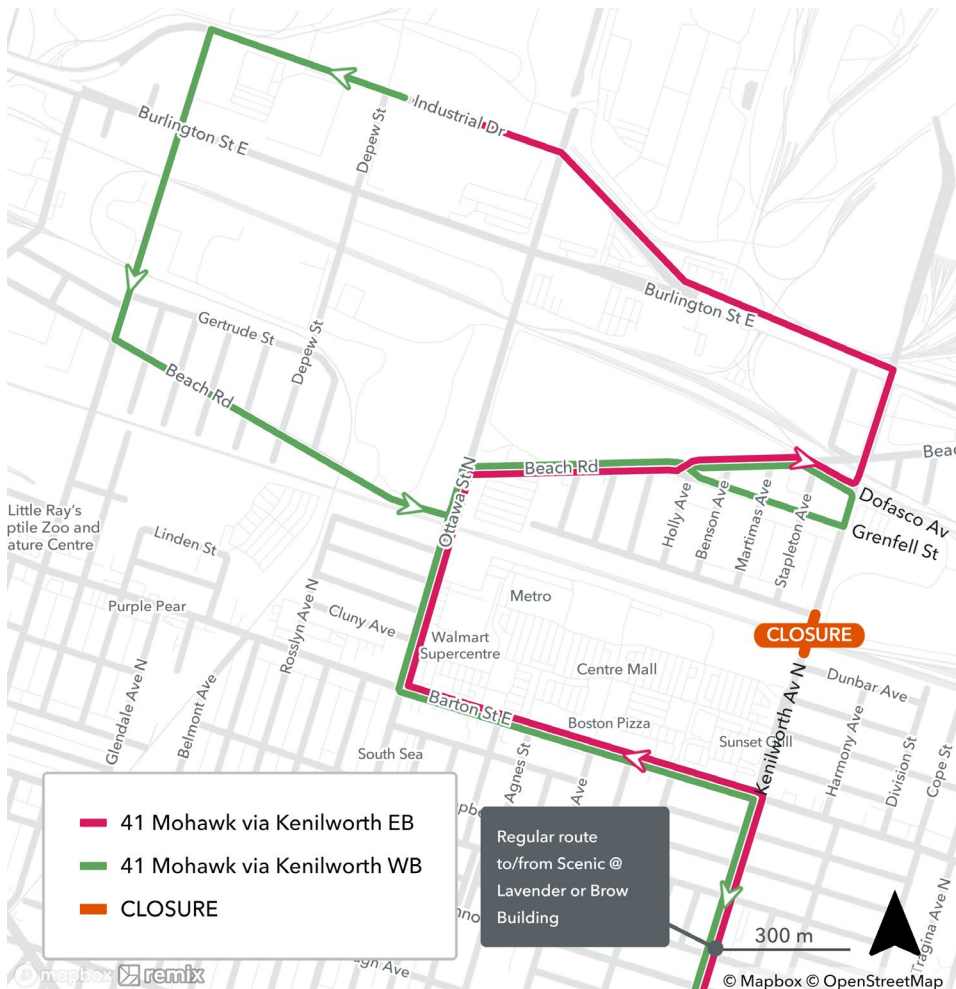 Industrial Dr
Burlington St E
Depew St
Burlington St E
Gertrude St
Depew St
Beach Rd
Beach Rd
Beac
Ottawa St N
Dofasco Av
Grenfell St
Holly Ave
Benson Ave
Martimas Ave
Stapleton Ave
Little Ray's
ptile Zoo and
ature Centre
Linden St
Metro
Purple Pear
Rosslyn Ave N
Cluny Ave
CLOSURE
Walmart
Supercentre
Centre Mall
Dunbar Ave
Kenilworth Av N
Glendale Ave N
Belmont Ave
Barton St E
Boston Pizza
Sunset Grill
Harmony Ave
Division St
Cope St
South Sea
Agnes St
Ave
41 Mohawk via Kenilworth EB
41 Mohawk via Kenilworth WB
CLOSURE
Regular route
to/from Scenic @
Lavender or Brow
Building
300 m
Tragina Ave N
gh Ave
mapbox remix
© Mapbox © OpenStreetMap